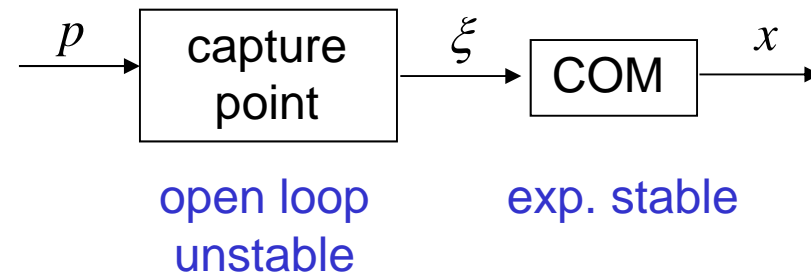 p
capture
point
ξ
COM
x
open loop
unstable
exp. stable